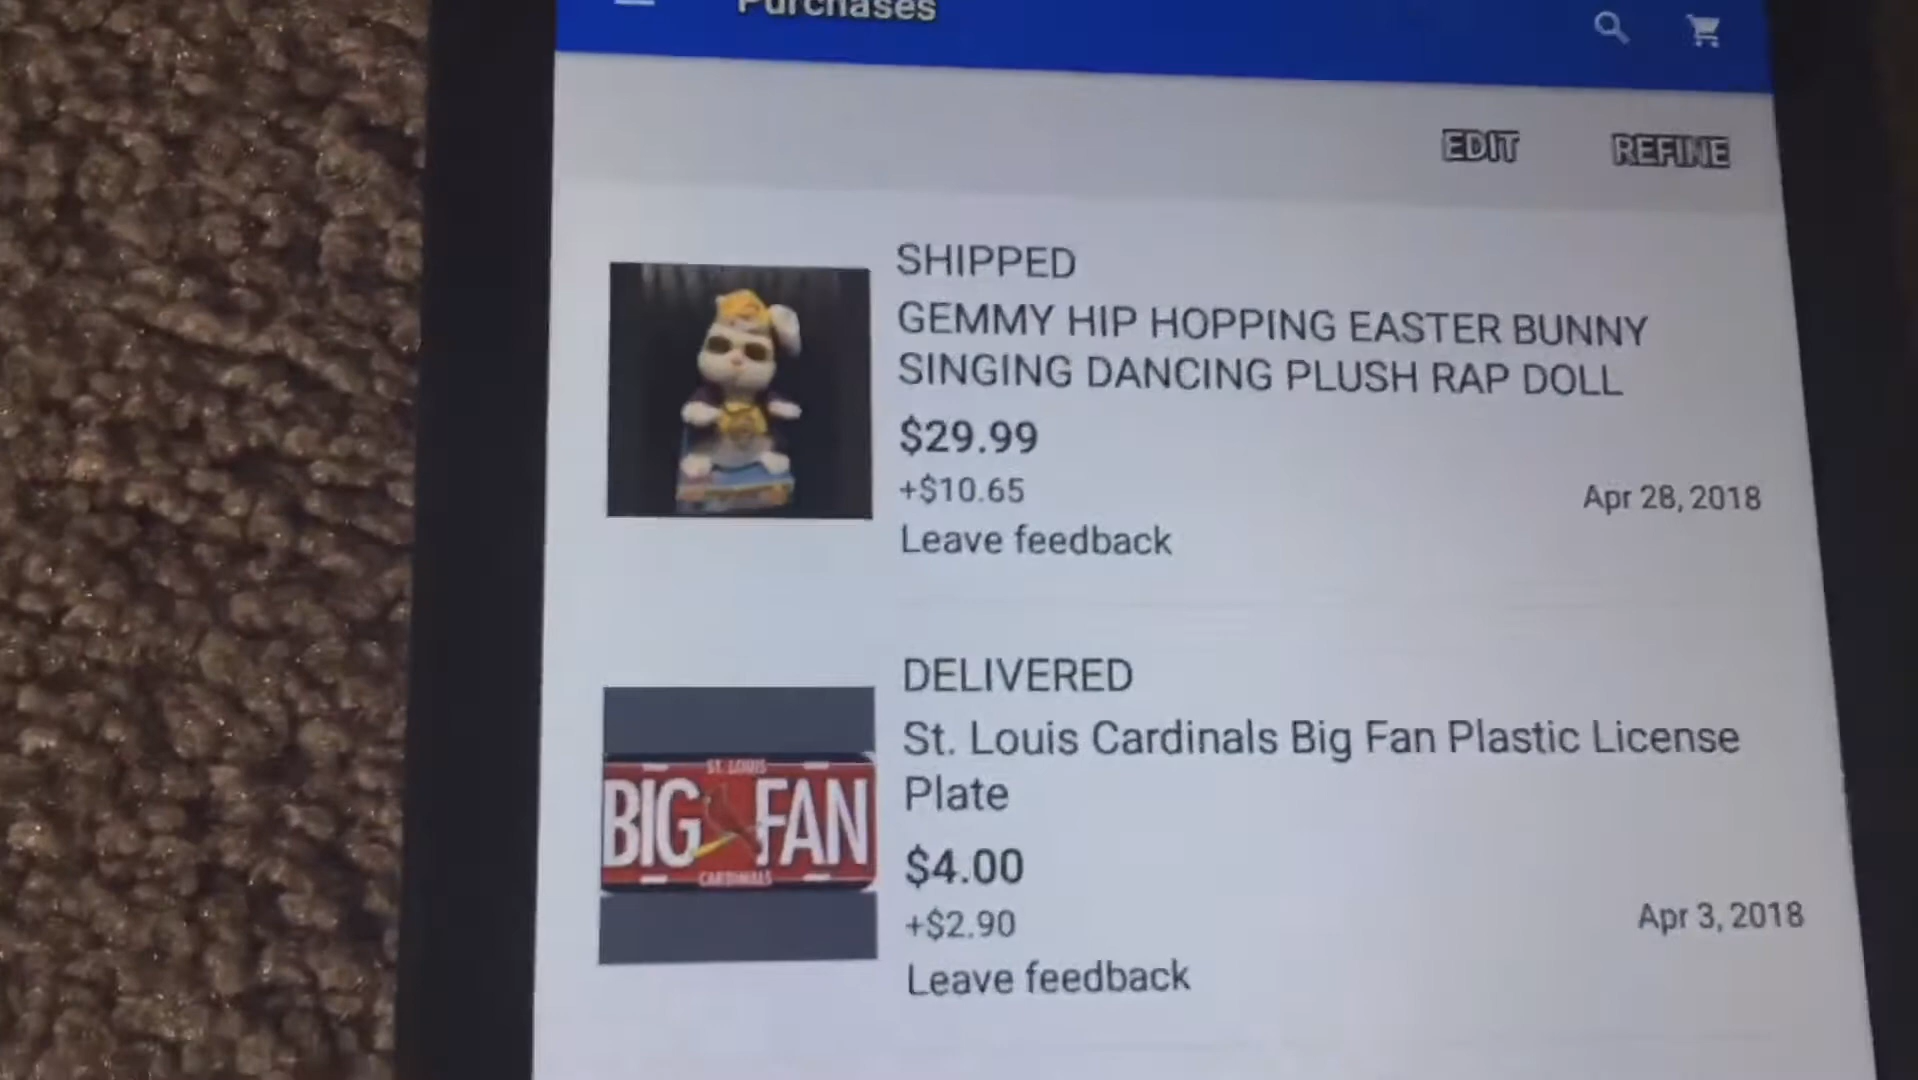 Purchases
EDIT
REFINE
SHIPPED
GEMMY HIP HOPPING EASTER BUNNY
SINGING DANCING PLUSH RAP DOLL
$29.99
+$10.65
Apr 28, 2018
Leave feedback
DELIVERED
St. Louis Cardinals Big Fan Plastic License
Plate
$4.00
+$2.90
Apr 3, 2018
Leave feedback
ST. LOUIS
BIG FAN
CARDINALS